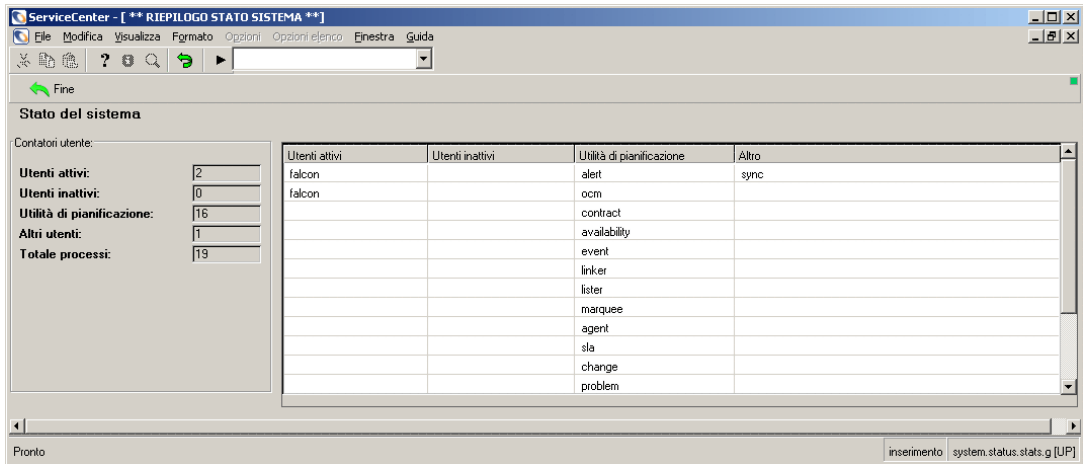 ServiceCenter - [ ** RIEPILOGO STATO SISTEMA **]
File Modifica Visualizza Formato Opzioni Opzioni elenco Finestra Guida
Fine
Stato del sistema
Contatori utente:
Utenti attivi: 2
Utenti inattivi: 0
Utilità di pianificazione: 16
Altri utenti: 1
Totale processi: 19
Utenti attivi Utenti inattivi Utilità di pianificazione Altro
falcon alert sync
falcon ocm
contract
availability
event
linker
lister
marquee
agent
sla
change
problem
Pronto inserimento system.status.stats.g [UP]